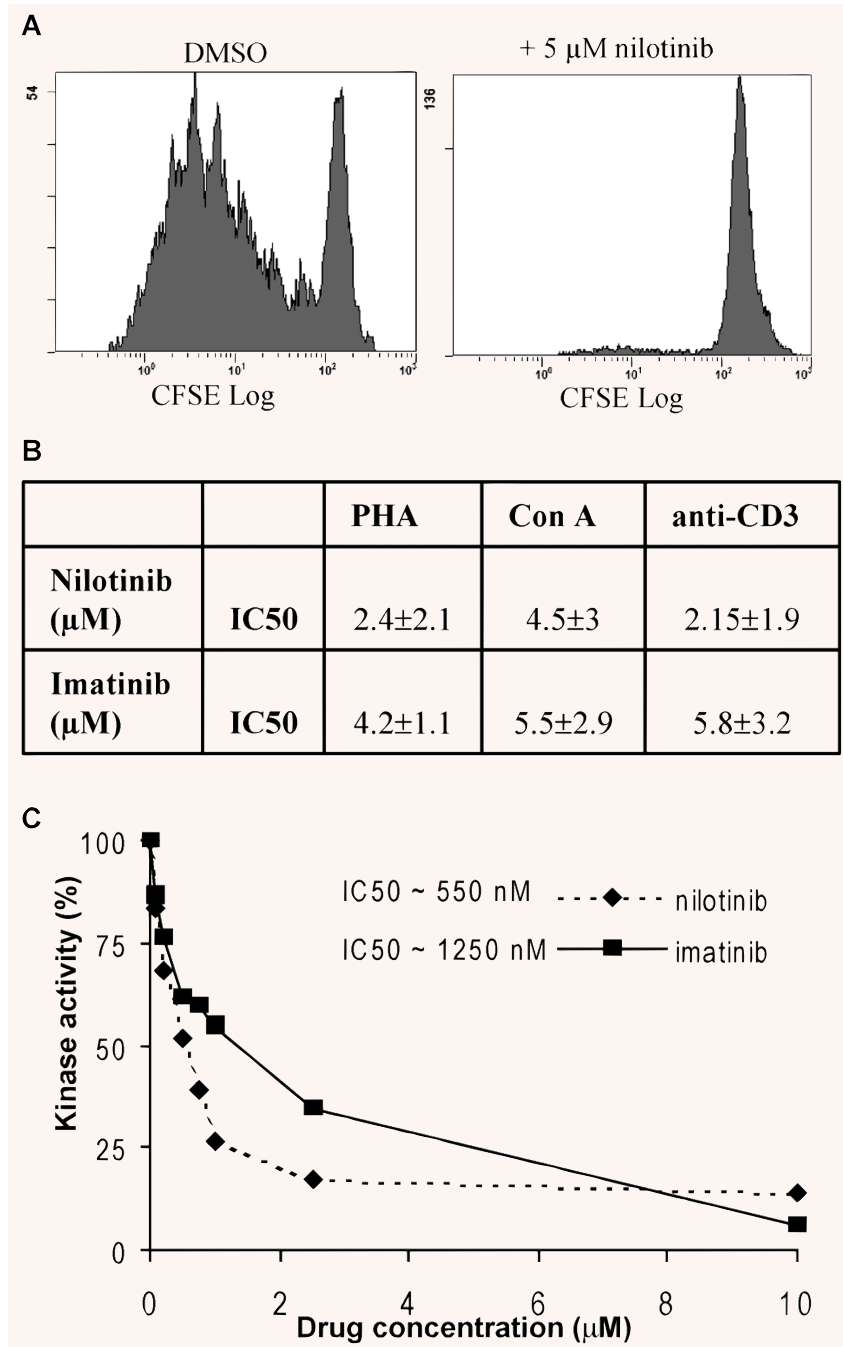 A
DMSO
+ 5 µM nilotinib
54
136
10⁰ 10¹ 10² 10³
10⁰ 10¹ 10² 10³
CFSE Log
CFSE Log
B
PHA Con A anti-CD3
Nilotinib
(µM) IC50 2.4±2.1 4.5±3 2.15±1.9
Imatinib
(µM) IC50 4.2±1.1 5.5±2.9 5.8±3.2
C
Kinase activity (%)
100
75
50
25
0
IC50 ~ 550 nM nilotinib
IC50 ~ 1250 nM imatinib
0 2 4 6 8 10
Drug concentration (µM)